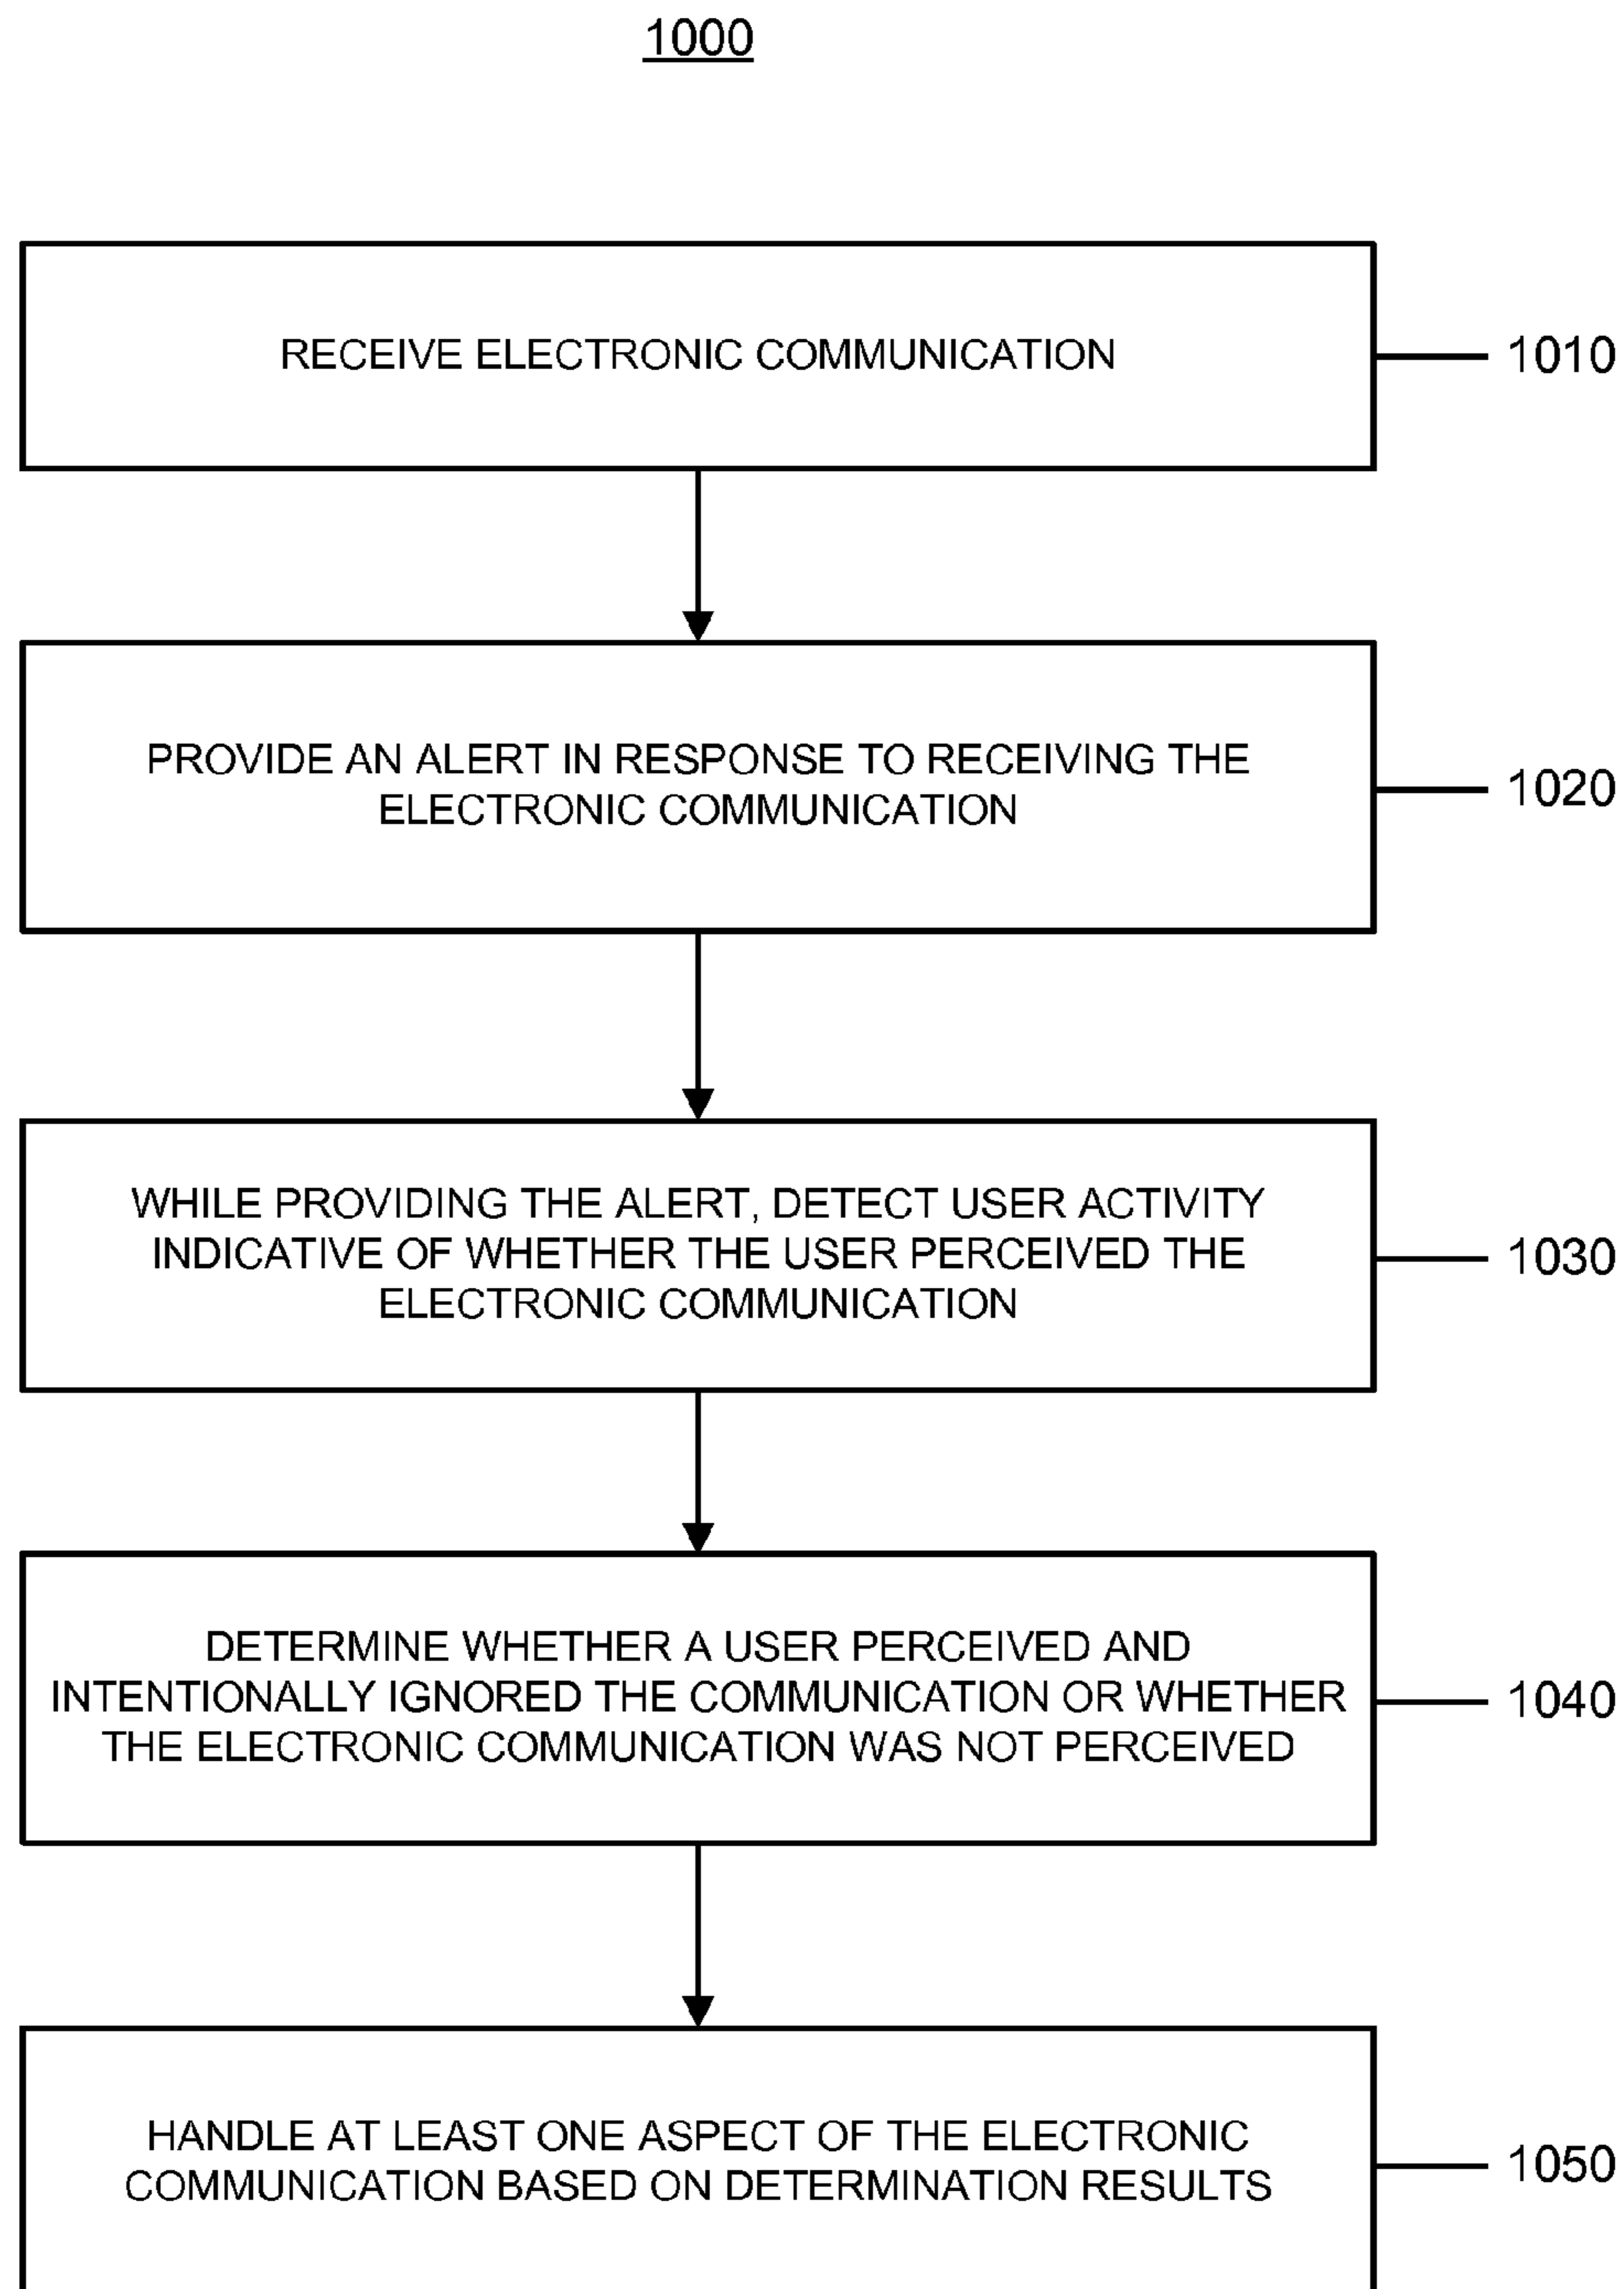 1000
RECEIVE ELECTRONIC COMMUNICATION
1010
PROVIDE AN ALERT IN RESPONSE TO RECEIVING THE
ELECTRONIC COMMUNICATION
1020
WHILE PROVIDING THE ALERT, DETECT USER ACTIVITY
INDICATIVE OF WHETHER THE USER PERCEIVED THE
ELECTRONIC COMMUNICATION
1030
DETERMINE WHETHER A USER PERCEIVED AND
INTENTIONALLY IGNORED THE COMMUNICATION OR WHETHER
THE ELECTRONIC COMMUNICATION WAS NOT PERCEIVED
1040
HANDLE AT LEAST ONE ASPECT OF THE ELECTRONIC
COMMUNICATION BASED ON DETERMINATION RESULTS
1050